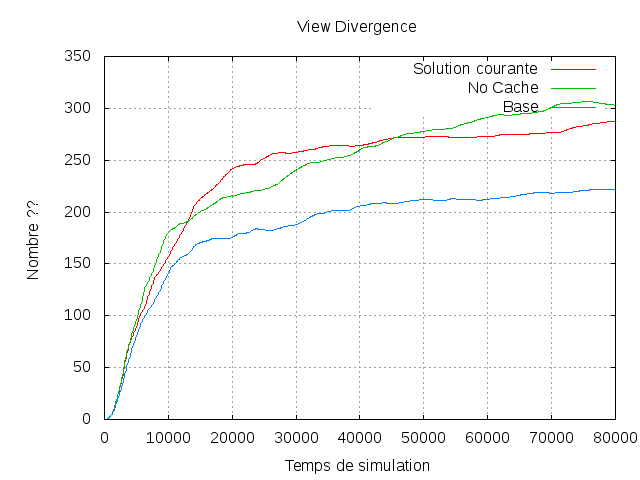 View Divergence
350
300
250
200
150
100
50
0
Nombre ??
Solution courante
No Cache
Base
0 10000 20000 30000 40000 50000 60000 70000 80000
Temps de simulation